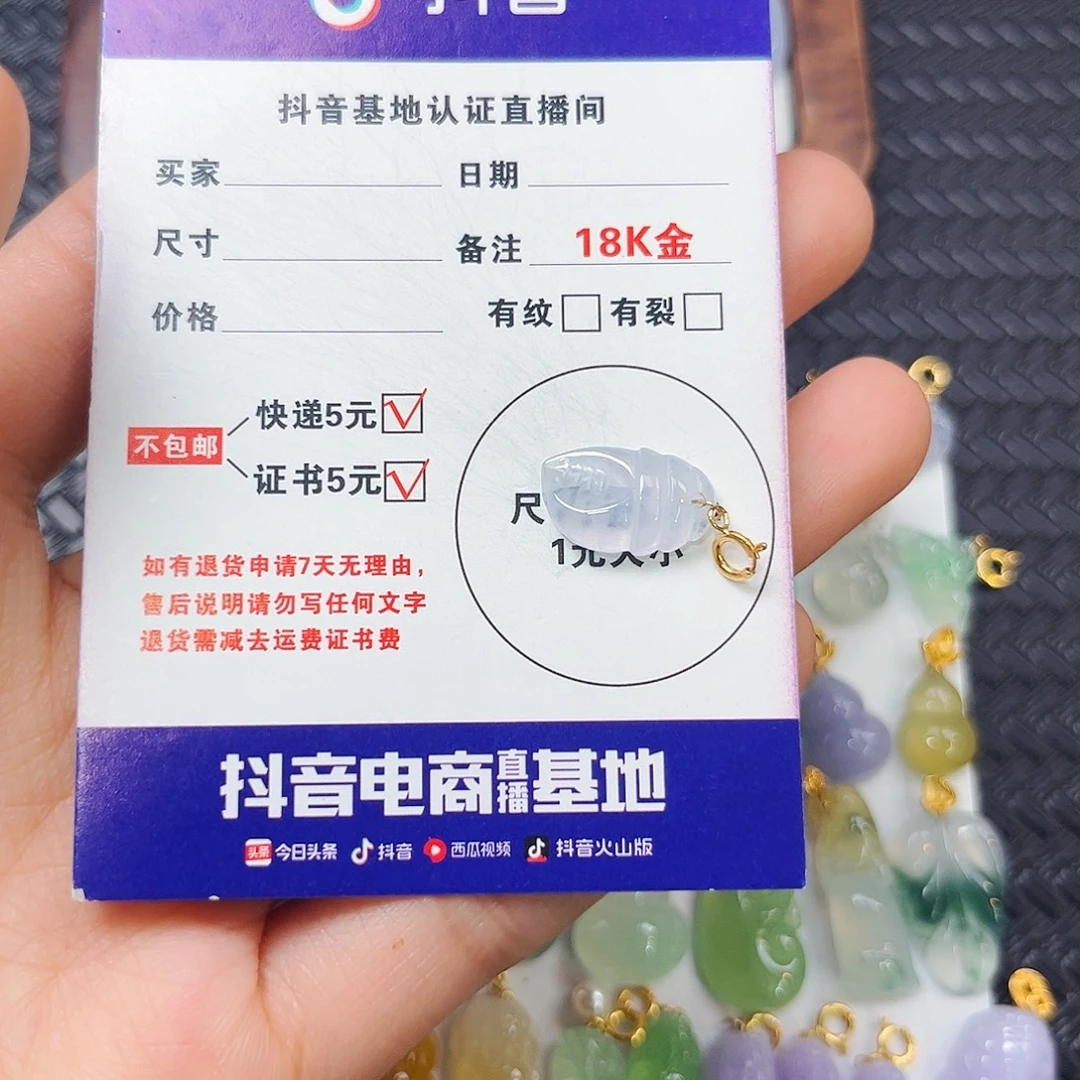 抖音
抖音基地认证直播间
买家 日期
尺寸 备注 18K金
价格 有纹 有裂
不包邮
快递5元
证书5元
尺
1元大小
如有退货申请7天无理由,
售后说明请勿写任何文字
退货需减去运费证书费
抖音电商直播基地
头条 今日头条 抖音 西瓜视频 抖音火山版